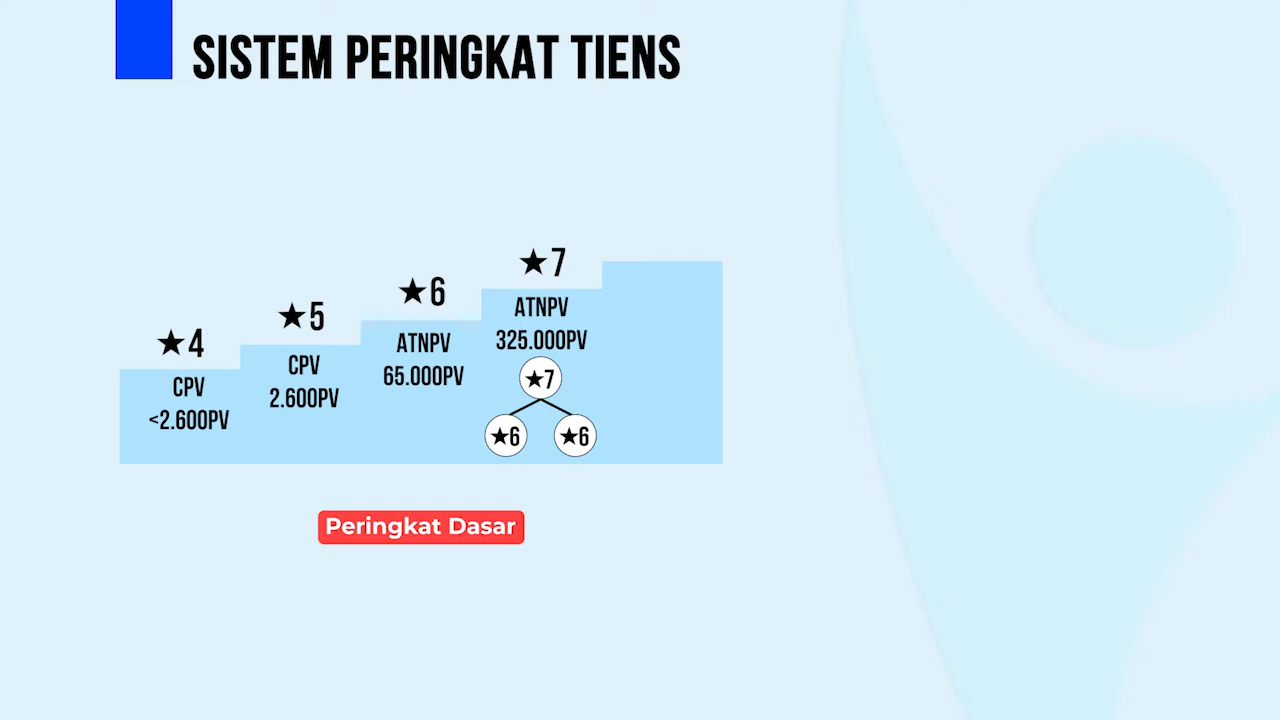 SISTEM PERINGKAT TIENS
★4
CPV
<2.600PV
★5
CPV
2.600PV
★6
ATNPV
65.000PV
★7
ATNPV
325.000PV
★7
★6 ★6
Peringkat Dasar